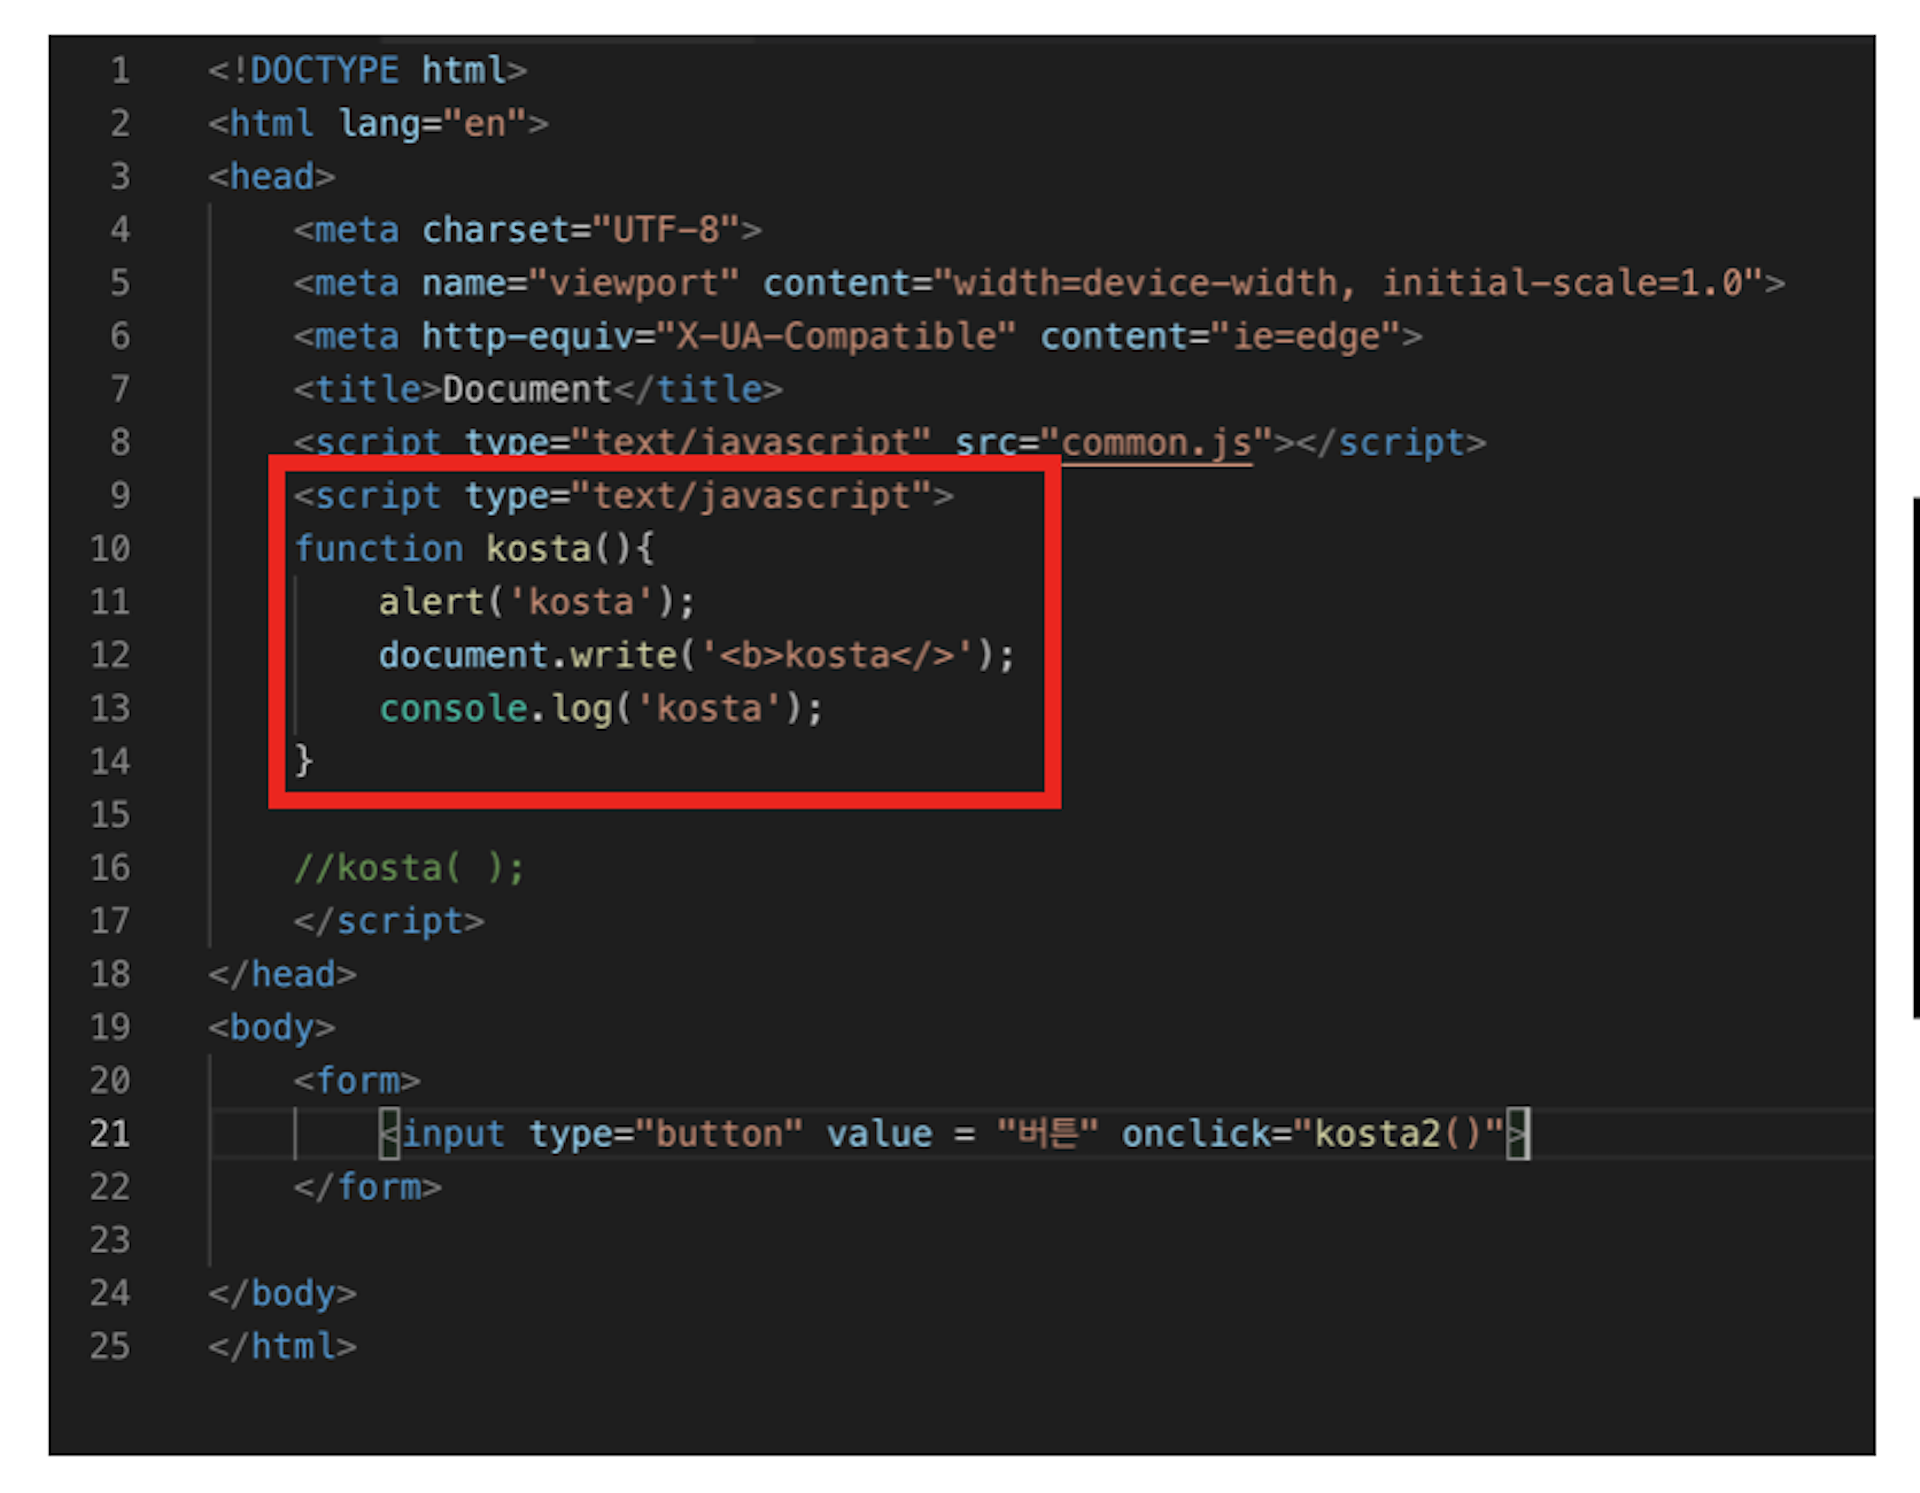 1 <!DOCTYPE html>
2 <html lang="en">
3 <head>
4 <meta charset="UTF-8">
5 <meta name="viewport" content="width=device-width, initial-scale=1.0">
6 <meta http-equiv="X-UA-Compatible" content="ie=edge">
7 <title>Document</title>
8 <script type="text/javascript" src="common.js"></script>
9 <script type="text/javascript">
10 function kosta(){
11 alert('kosta');
12 document.write('<b>kosta</>');
13 console.log('kosta');
14 }
15
16 //kosta( );
17 </script>
18 </head>
19 <body>
20 <form>
21 <input type="button" value = "버튼" onclick="kosta2()">
22 </form>
23
24 </body>
25 </html>